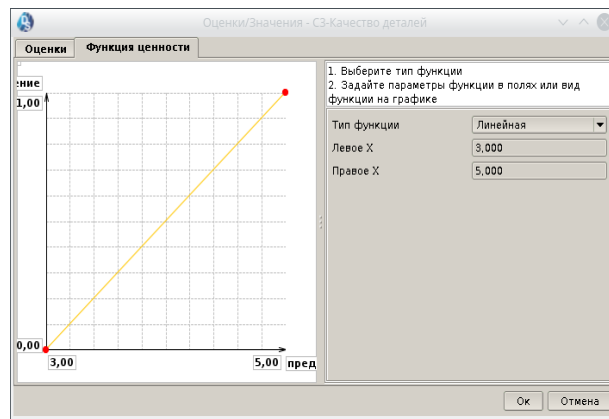 Оценки/Значения - C3-Качество деталей
Оценки
Функция ценности
ение
1,00
0,00
3,00
5,00
пред
1. Выберите тип функции
2. Задайте параметры функции в полях или вид
функции на графике
Тип функции
Линейная
Левое X
3,000
Правое X
5,000
Ок
Отмена